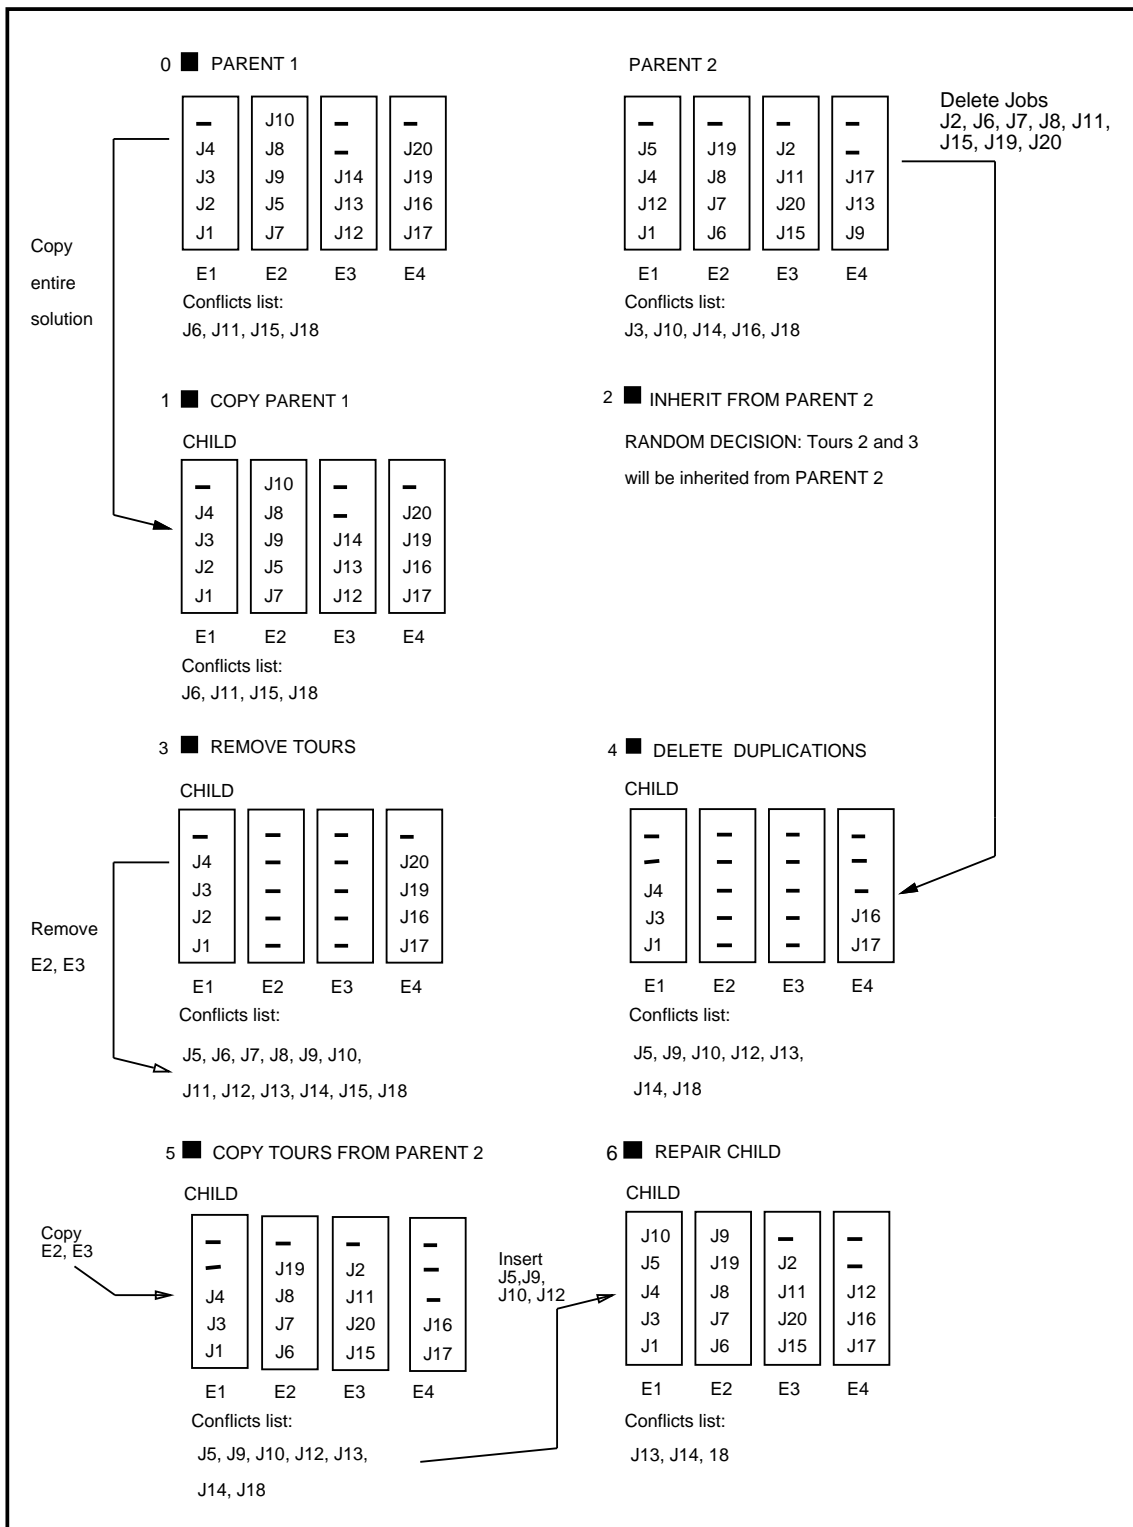 0 PARENT 1
J10
J4 J8 J20
J3 J9 J14 J19
J2 J5 J13 J16
J1 J7 J12 J17
E1 E2 E3 E4
Conflicts list:
J6, J11, J15, J18
Copy
entire
solution
PARENT 2
J5 J19 J2
J4 J8 J11 J17
J12 J7 J20 J13
J1 J6 J15 J9
E1 E2 E3 E4
Conflicts list:
J3, J10, J14, J16, J18
Delete Jobs
J2, J6, J7, J8, J11,
J15, J19, J20
1 COPY PARENT 1
CHILD
J10
J4 J8 J20
J3 J9 J14 J19
J2 J5 J13 J16
J1 J7 J12 J17
E1 E2 E3 E4
Conflicts list:
J6, J11, J15, J18
2 INHERIT FROM PARENT 2
RANDOM DECISION: Tours 2 and 3
will be inherited from PARENT 2
3 REMOVE TOURS
CHILD
J4 J20
J3 J19
J2 J16
J1 J17
E1 E2 E3 E4
Conflicts list:
J5, J6, J7, J8, J9, J10,
J11, J12, J13, J14, J15, J18
Remove
E2, E3
4 DELETE DUPLICATIONS
CHILD
J4
J3 J16
J1 J17
E1 E2 E3 E4
Conflicts list:
J5, J9, J10, J12, J13,
J14, J18
5 COPY TOURS FROM PARENT 2
CHILD
Copy
E2, E3
J19 J2
J4 J8 J11
J3 J7 J20 J16
J1 J6 J15 J17
E1 E2 E3 E4
Conflicts list:
J5, J9, J10, J12, J13,
J14, J18
Insert
J5,J9,
J10, J12
6 REPAIR CHILD
CHILD
J10 J9
J5 J19 J2
J4 J8 J11 J12
J3 J7 J20 J16
J1 J6 J15 J17
E1 E2 E3 E4
Conflicts list:
J13, J14, 18